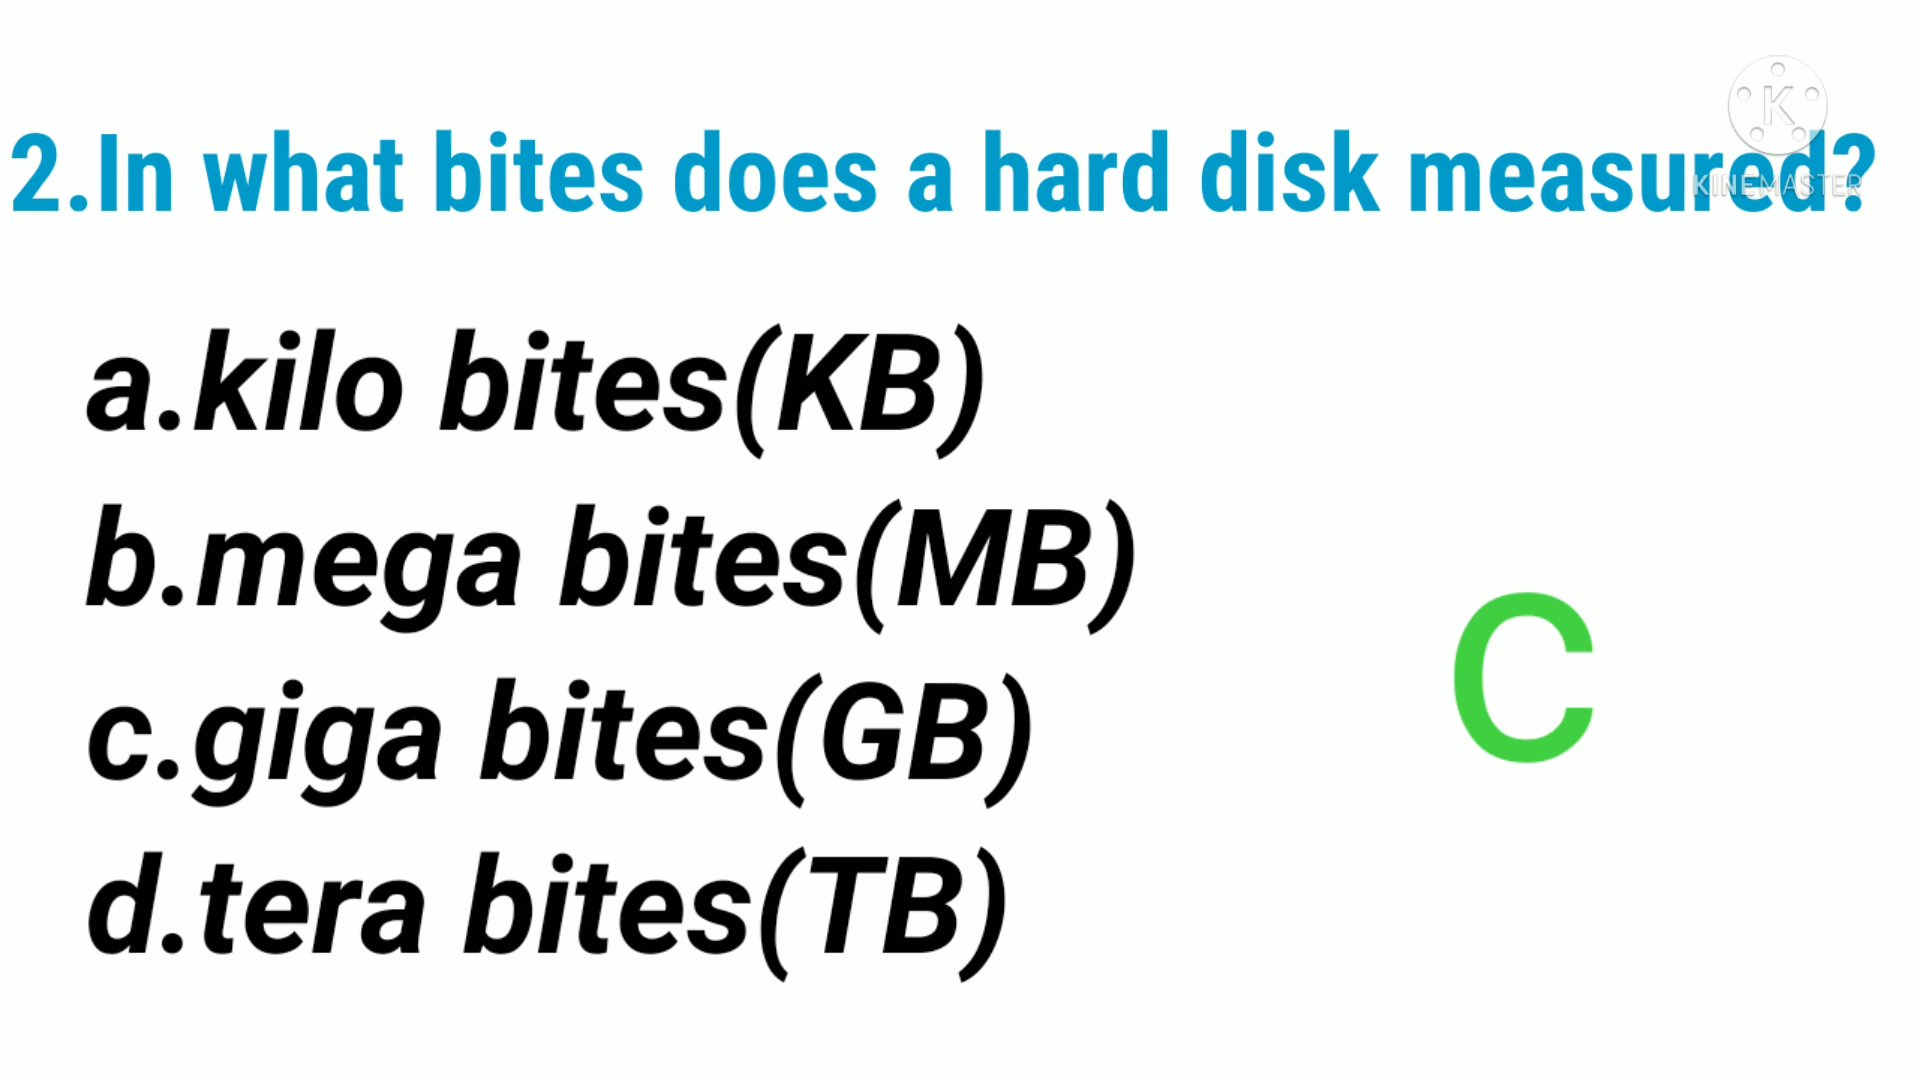 K
KINEMASTER
2.In what bites does a hard disk measured?
a.kilo bites(KB)
b.mega bites(MB)
c.giga bites(GB)
d.tera bites(TB)
C